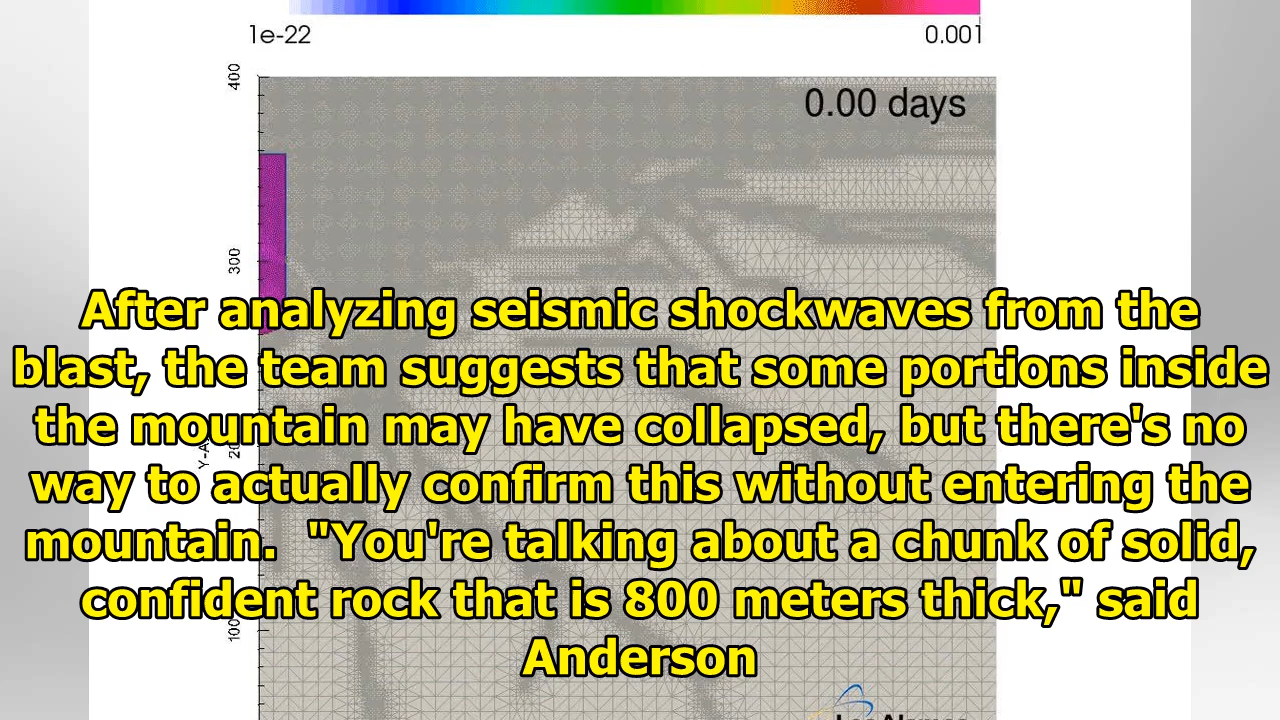 1e-22
0.001
400
0.00 days
300
After analyzing seismic shockwaves from the
blast, the team suggests that some portions inside
the mountain may have collapsed, but there's no
way to actually confirm this without entering the
mountain. "You're talking about a chunk of solid,
confident rock that is 800 meters thick," said
Anderson
100